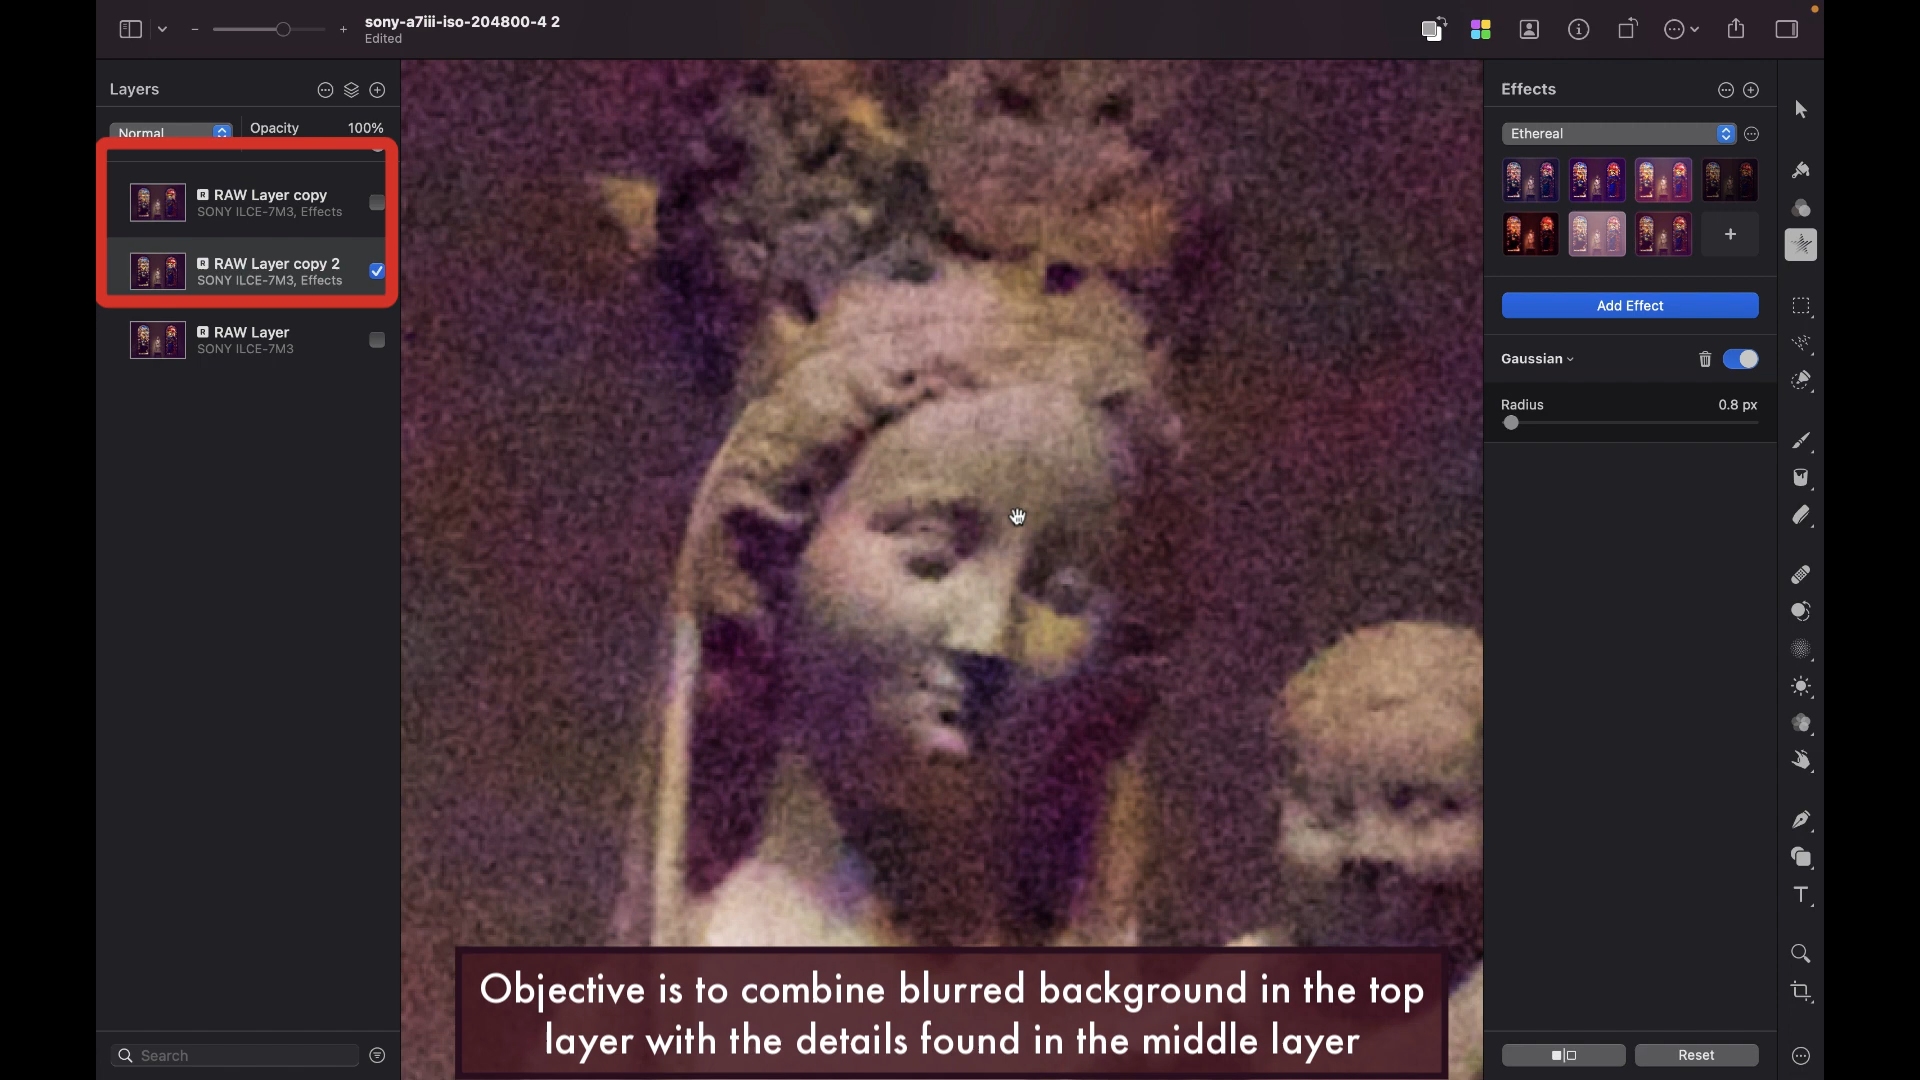 sony-a7iii-iso-204800-4 2
Edited
Layers
Normal
Opacity 100%
RAW Layer copy
SONY ILCE-7M3, Effects
RAW Layer copy 2
SONY ILCE-7M3, Effects
RAW Layer
SONY ILCE-7M3
Search
Effects
Ethereal
Add Effect
Gaussian
Radius 0.8 px
Reset
Objective is to combine blurred background in the top
layer with the details found in the middle layer